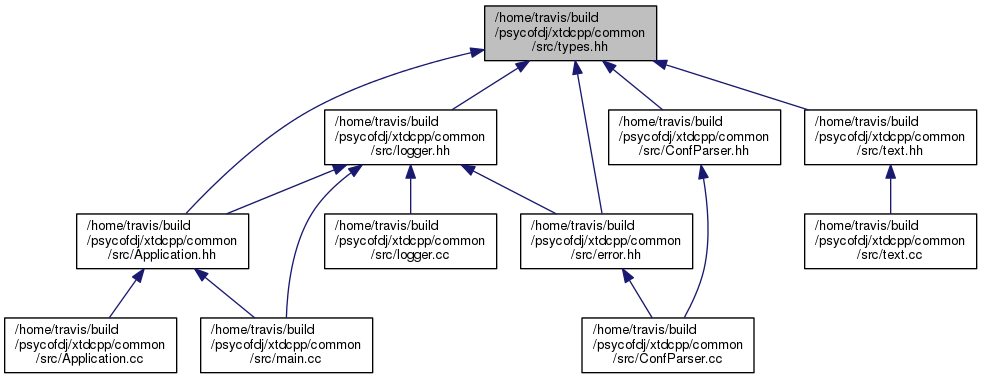 /home/travis/build
/psycofdj/xtdcpp/common
/src/types.hh
/home/travis/build
/psycofdj/xtdcpp/common
/src/logger.hh
/home/travis/build
/psycofdj/xtdcpp/common
/src/ConfParser.hh
/home/travis/build
/psycofdj/xtdcpp/common
/src/text.hh
/home/travis/build
/psycofdj/xtdcpp/common
/src/Application.hh
/home/travis/build
/psycofdj/xtdcpp/common
/src/logger.cc
/home/travis/build
/psycofdj/xtdcpp/common
/src/error.hh
/home/travis/build
/psycofdj/xtdcpp/common
/src/text.cc
/home/travis/build
/psycofdj/xtdcpp/common
/src/Application.cc
/home/travis/build
/psycofdj/xtdcpp/common
/src/main.cc
/home/travis/build
/psycofdj/xtdcpp/common
/src/ConfParser.cc